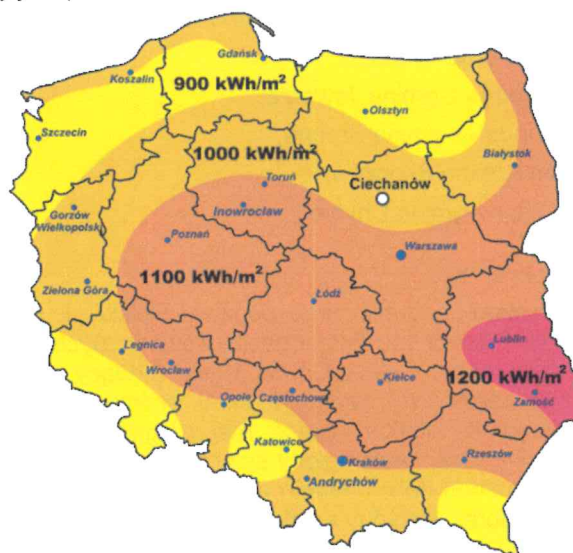 Gdańsk
Koszalin
900 kWh/m²
Olsztyn
Szczecin
1000 kWh/m²
Białystok
Toruń
Ciechanów
Inowrocław
Gorzów
Wielkopolski
Poznań
Warszawa
1100 kWh/m²
Zielona Góra
Łódź
Lublin
Legnica
Wrocław
Kielce
1200 kWh/m²
Opole
Częstochowa
Zamość
Katowice
Kraków
Rzeszów
Andrychów